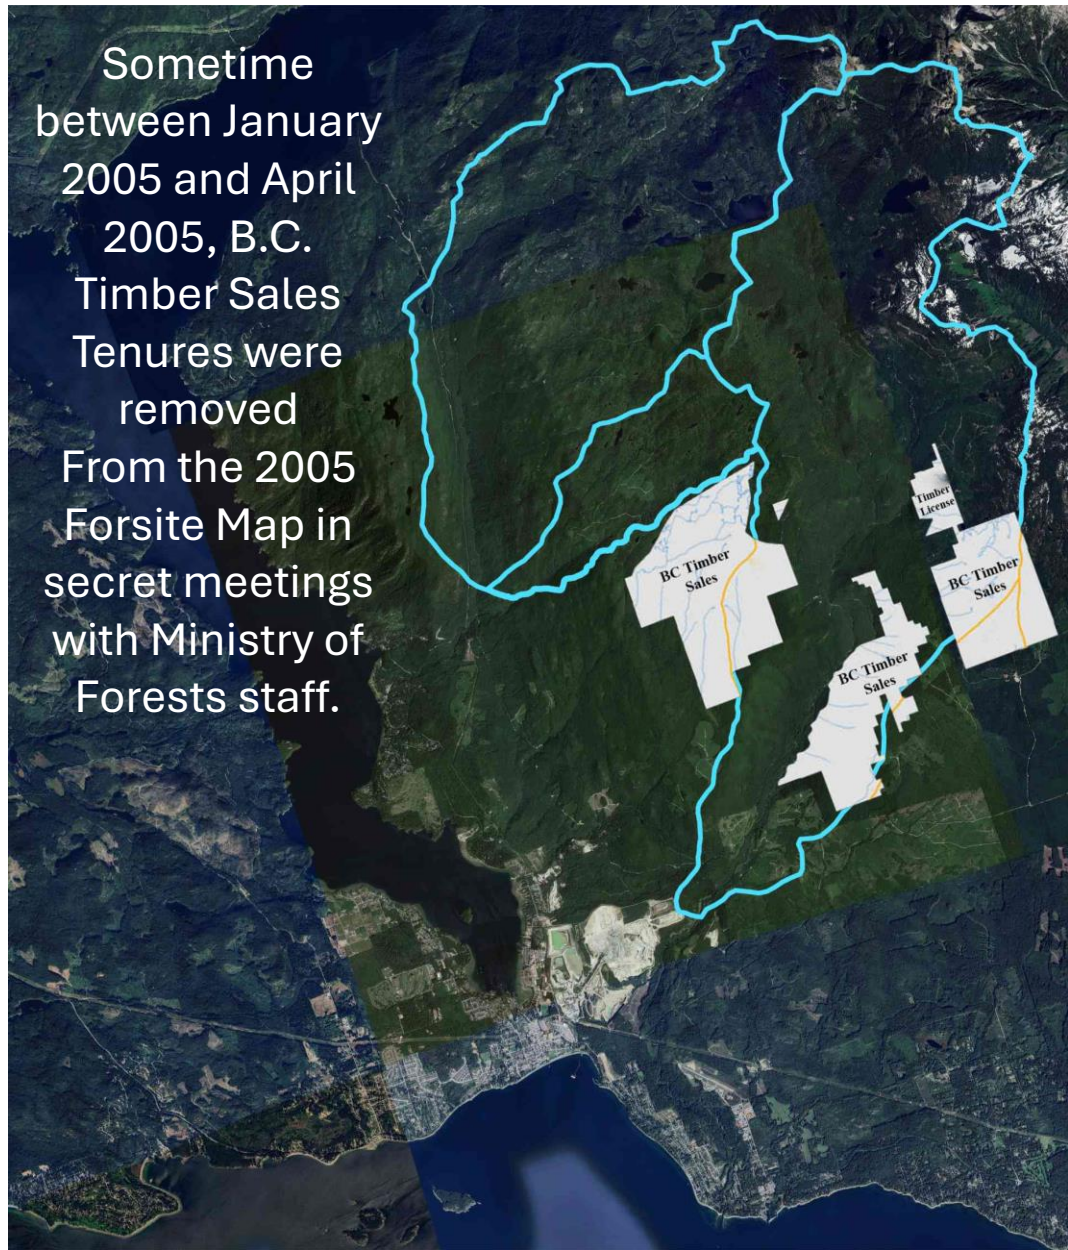 Sometime
between January
2005 and April
2005, B.C.
Timber Sales
Tenures were
removed
From the 2005
Forsite Map in
secret meetings
with Ministry of
Forests staff.
Timber
License
BC Timber
Sales
BC Timber
Sales
BC Timber
Sales